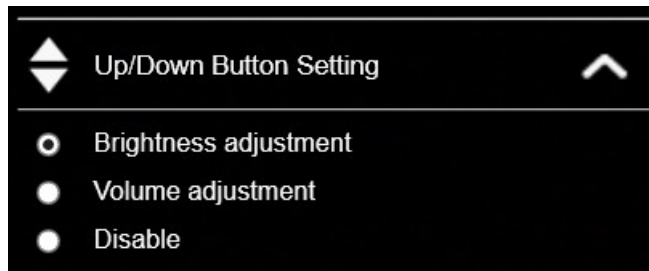 Up/Down Button Setting
Brightness adjustment
Volume adjustment
Disable